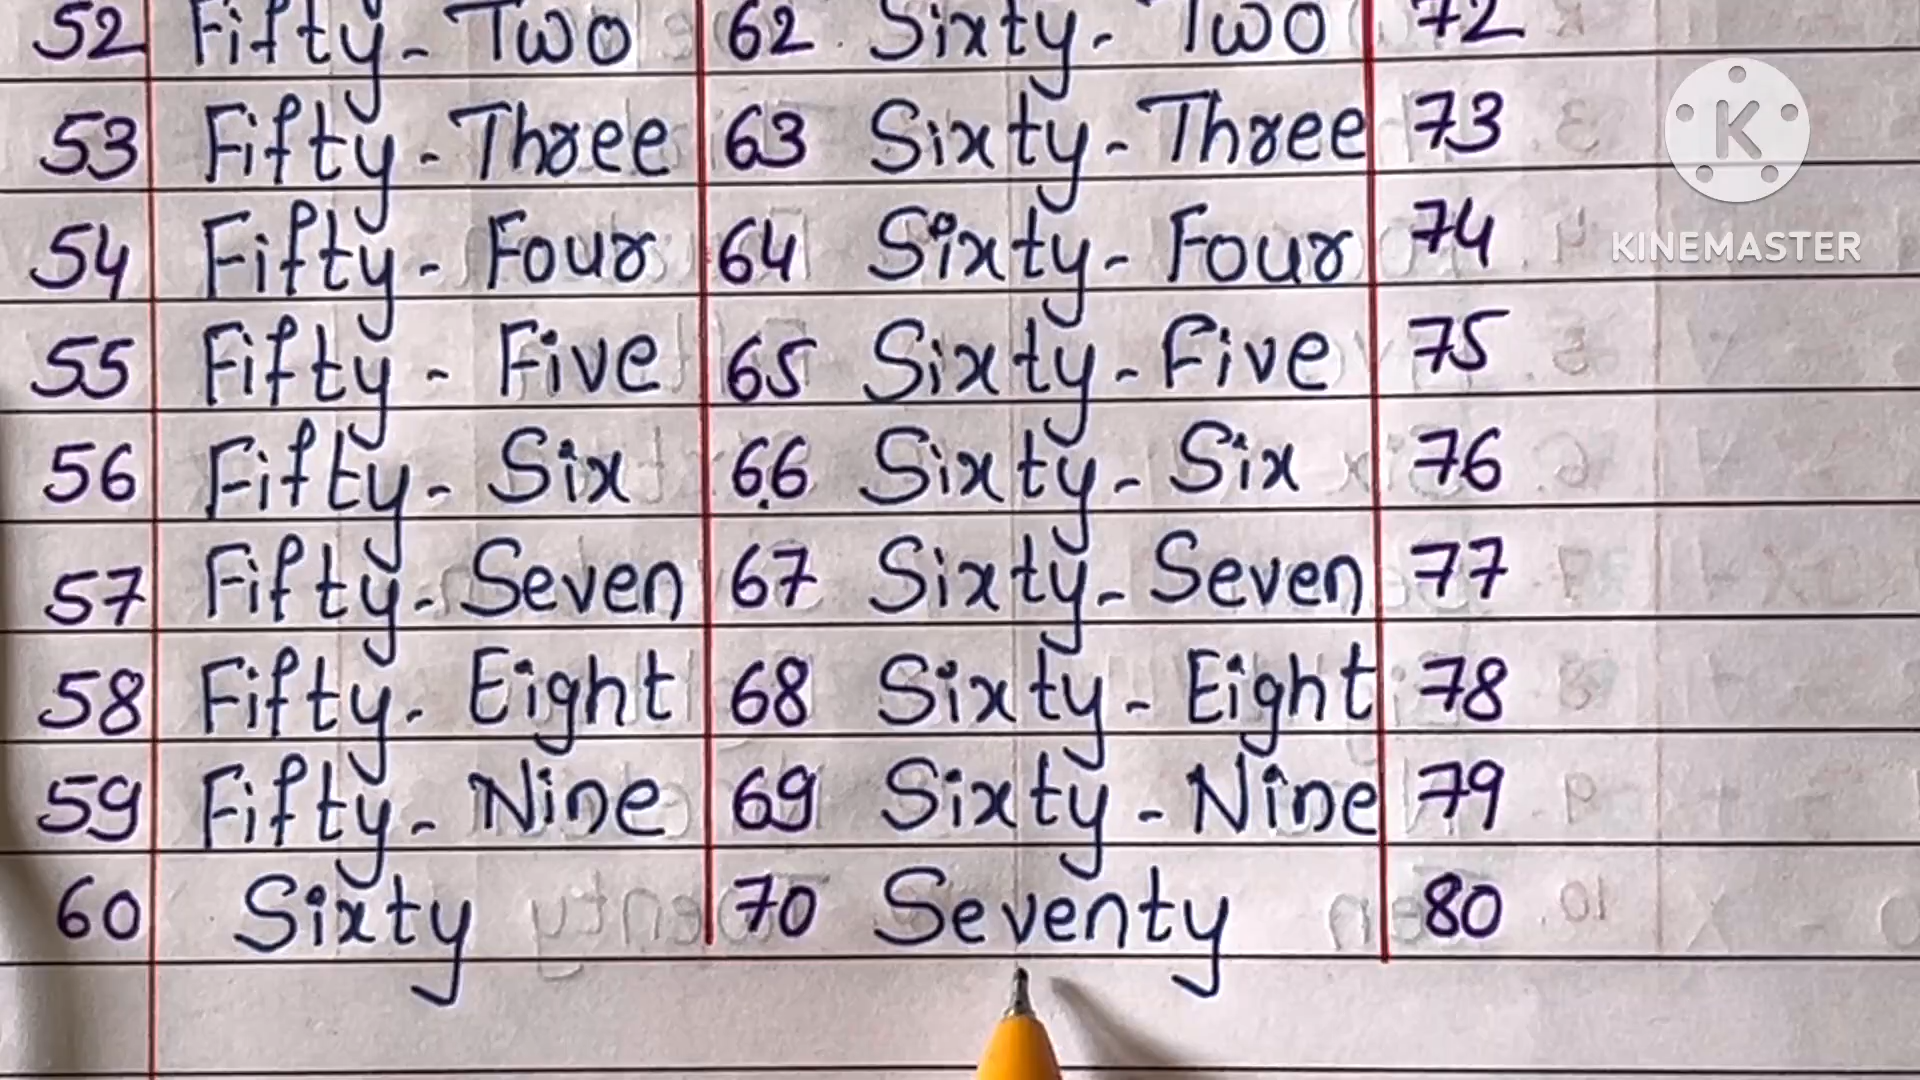 52 Fifty- Two 62 Sixty- Two 72
53 Fifty-Three 63 Sixty-Three 73
54 Fifty- Four 64 Sixty- Four 74
55 Fifty - Five 65 Sixty-Five 75
56 Fifty- Six 66 Sixty-Six 76
57 Fifty-Seven 67 Sixty-Seven 77
58 Fifty- Eight 68 Sixty-Eight 78
59 Fifty- Nine 69 Sixty-Nine 79
60 Sixty 70 Seventy 80
K
KINEMASTER